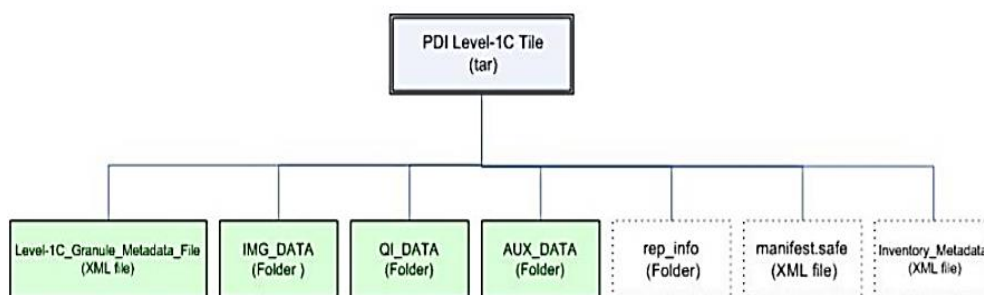 PDI Level-1C Tile
(tar)
Level-1C_Granule_Metadata_File
(XML file)
IMG_DATA
(Folder )
QI_DATA
(Folder)
AUX_DATA
(Folder)
rep_info
(Folder)
manifest.safe
(XML file)
Inventory_Metadata
(XML file)